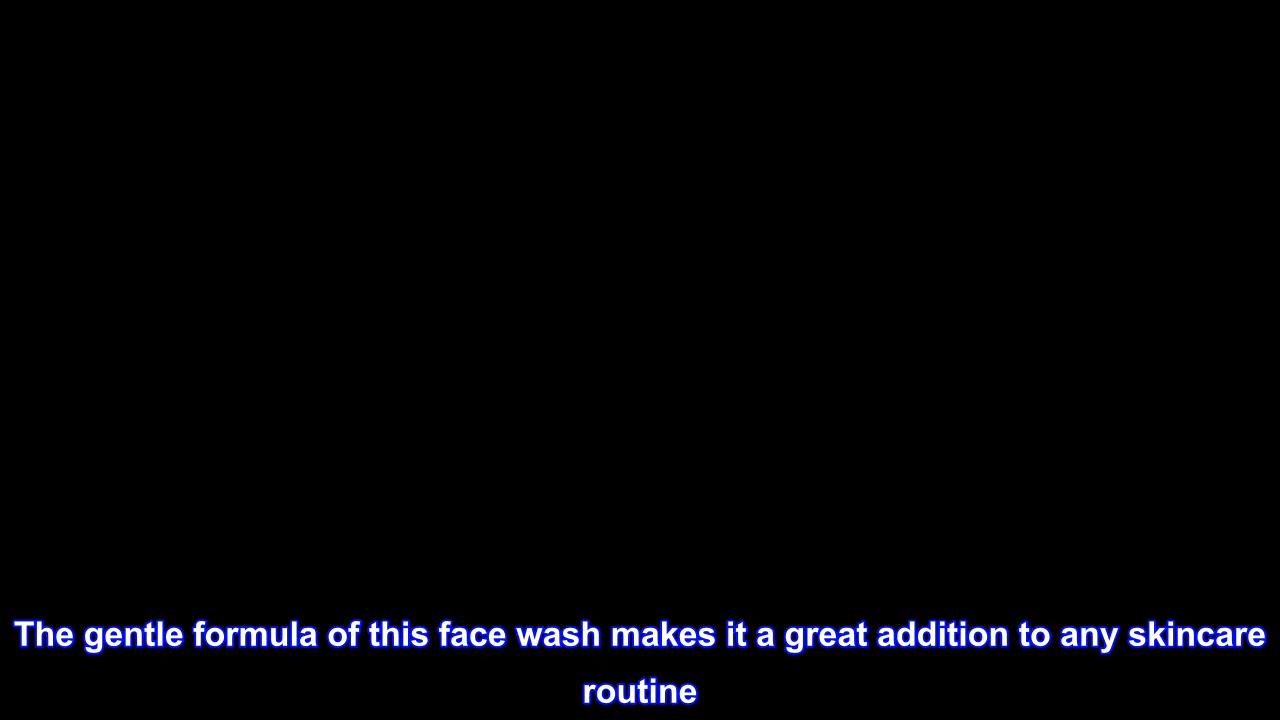 The gentle formula of this face wash makes it a great addition to any skincare
routine